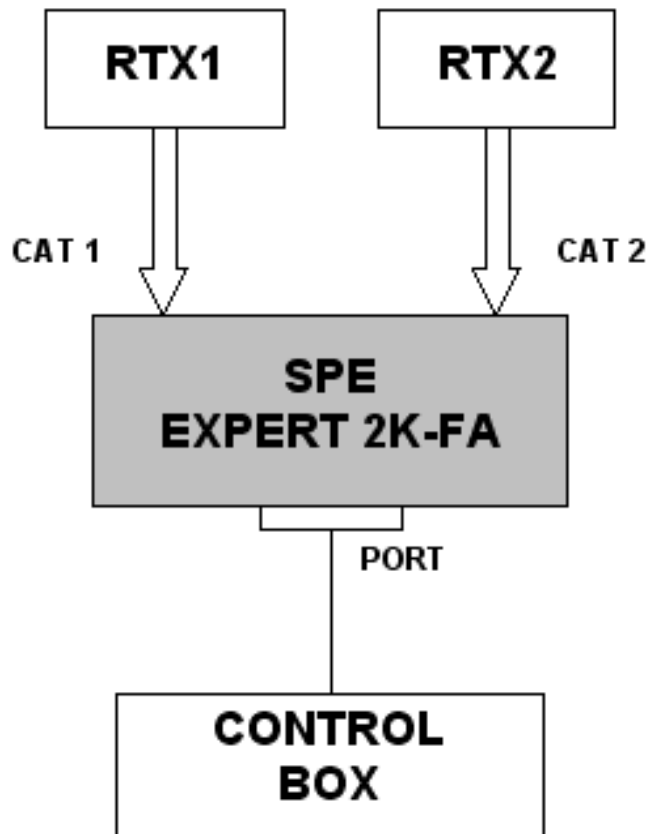 RTX1
RTX2
CAT 1
CAT 2
SPE
EXPERT 2K-FA
PORT
CONTROL
BOX